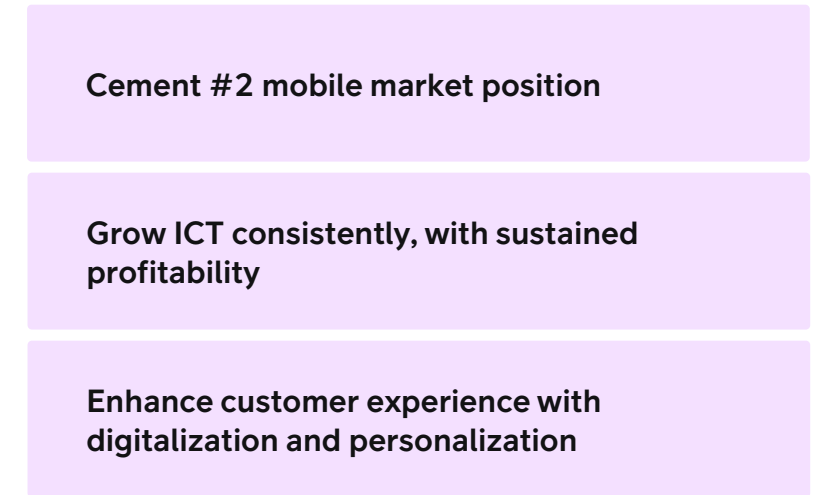 Cement #2 mobile market position
Grow ICT consistently, with sustained
profitability
Enhance customer experience with
digitalization and personalization